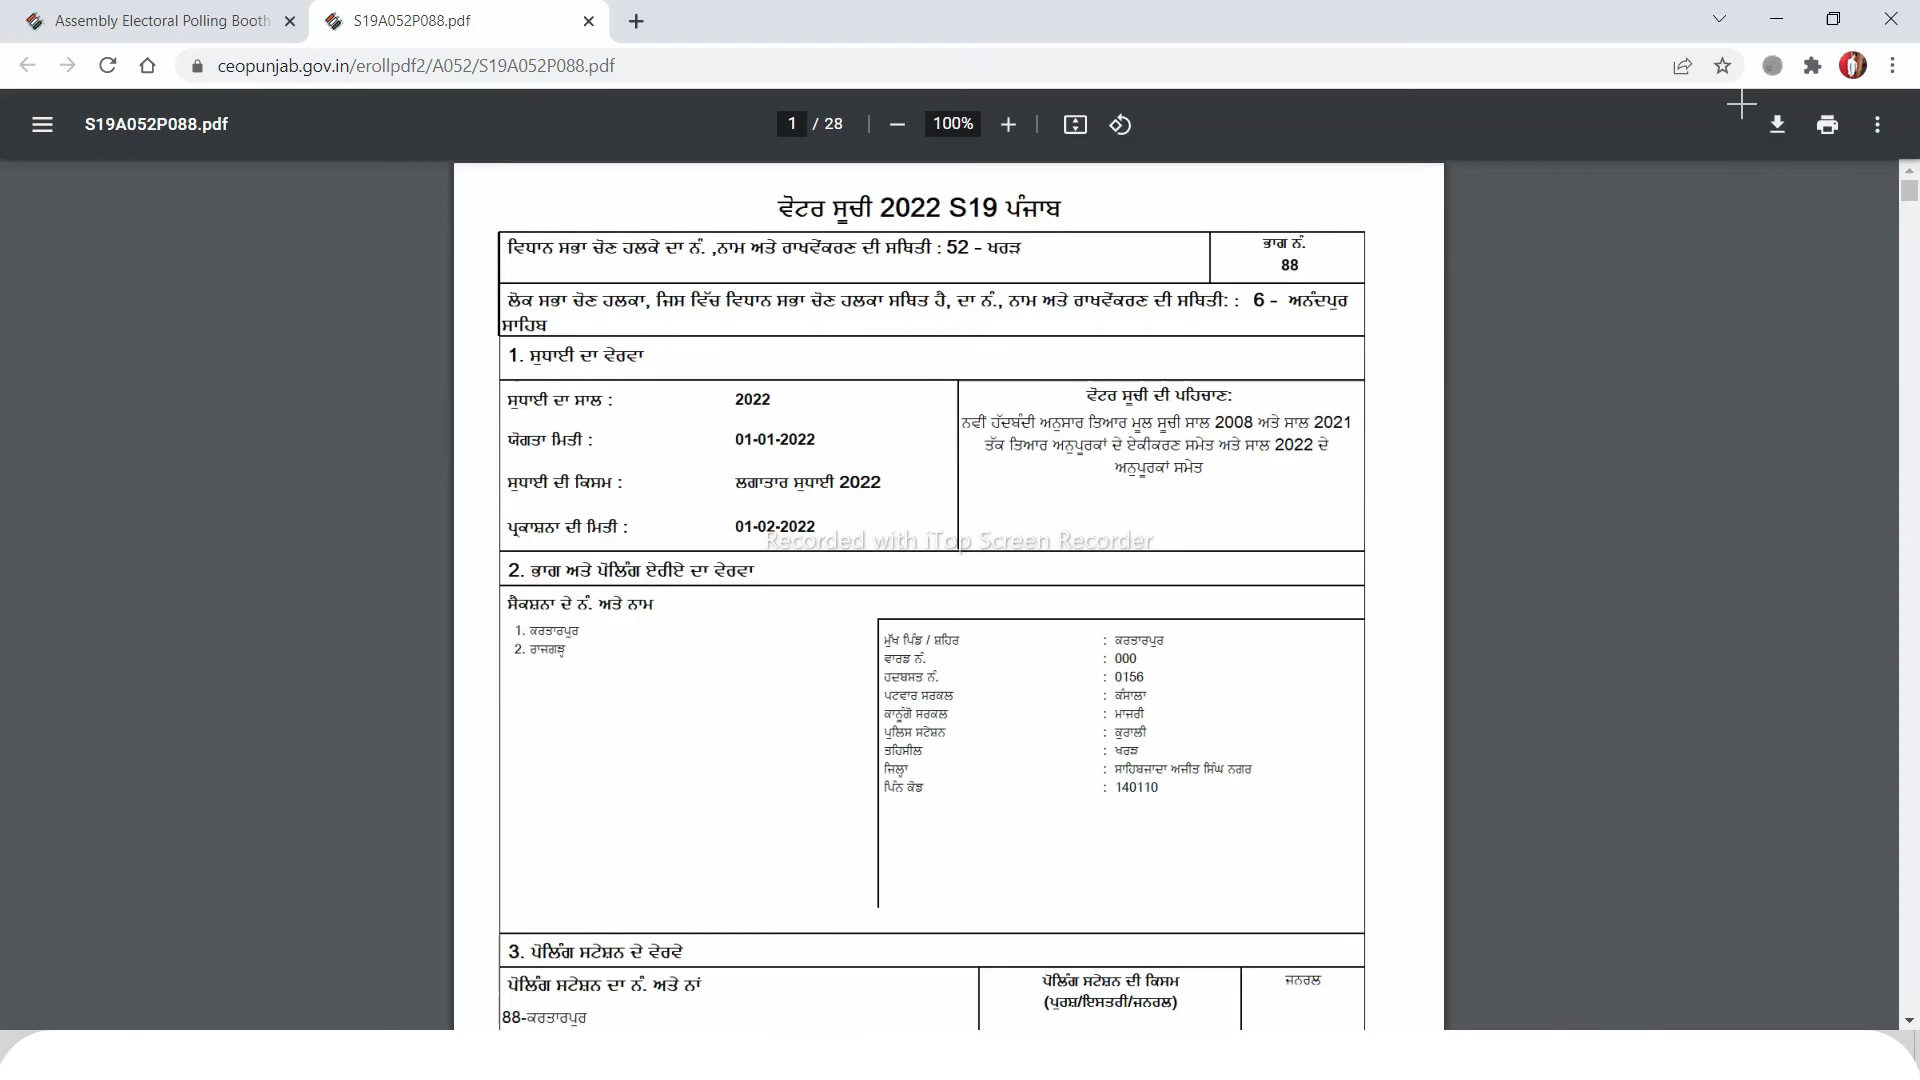 Assembly Electoral Polling Booth
S19A052P088.pdf
ceopunjab.gov.in/erollpdf2/A052/S19A052P088.pdf
S19A052P088.pdf
1 / 28
100%
ਵੋਟਰ ਸੂਚੀ 2022 S19 ਪੰਜਾਬ
ਵਿਧਾਨ ਸਭਾ ਚੋਣ ਹਲਕੇ ਦਾ ਨੰ. ,ਨਾਮ ਅਤੇ ਰਾਖਵੇਂਕਰਣ ਦੀ ਸਥਿਤੀ : 52 - ਖਰੜ
ਭਾਗ ਨੰ.
88
ਲੋਕ ਸਭਾ ਚੋਣ ਹਲਕਾ, ਜਿਸ ਵਿੱਚ ਵਿਧਾਨ ਸਭਾ ਚੋਣ ਹਲਕਾ ਸਥਿਤ ਹੈ, ਦਾ ਨੰ., ਨਾਮ ਅਤੇ ਰਾਖਵੇਂਕਰਣ ਦੀ ਸਥਿਤੀ: : 6 - ਅਨੰਦਪੁਰ
ਸਾਹਿਬ
1. ਸੁਧਾਈ ਦਾ ਵੇਰਵਾ
ਸੁਧਾਈ ਦਾ ਸਾਲ : 2022
ਯੋਗਤਾ ਮਿਤੀ : 01-01-2022
ਸੁਧਾਈ ਦੀ ਕਿਸਮ : ਲਗਾਤਾਰ ਸੁਧਾਈ 2022
ਪ੍ਰਕਾਸ਼ਨਾ ਦੀ ਮਿਤੀ : 01-02-2022
ਵੋਟਰ ਸੂਚੀ ਦੀ ਪਹਿਚਾਣ:
ਨਵੀਂ ਹੱਦਬੰਦੀ ਅਨੁਸਾਰ ਤਿਆਰ ਮੂਲ ਸੂਚੀ ਸਾਲ 2008 ਅਤੇ ਸਾਲ 2021
ਤੱਕ ਤਿਆਰ ਅਨੁਪੂਰਕਾਂ ਦੇ ਏਕੀਕਰਣ ਸਮੇਤ ਅਤੇ ਸਾਲ 2022 ਦੇ
ਅਨੁਪੂਰਕਾਂ ਸਮੇਤ
Recorded with iTop Screen Recorder
2. ਭਾਗ ਅਤੇ ਪੋਲਿੰਗ ਏਰੀਏ ਦਾ ਵੇਰਵਾ
ਸੈਕਸ਼ਨਾ ਦੇ ਨੰ. ਅਤੇ ਨਾਮ
1. ਕਰਤਾਰਪੁਰ
2. ਰਾਜਗੜ੍ਹ
ਮੁੱਖ ਪਿੰਡ / ਸ਼ਹਿਰ : ਕਰਤਾਰਪੁਰ
ਵਾਰਡ ਨੰ. : 000
ਹਦਬਸਤ ਨੰ. : 0156
ਪਟਵਾਰ ਸਰਕਲ : ਕੰਸਾਲਾ
ਕਾਨੂੰਗੋ ਸਰਕਲ : ਮਾਜਰੀ
ਪੁਲਿਸ ਸਟੇਸ਼ਨ : ਕੁਰਾਲੀ
ਤਹਿਸੀਲ : ਖਰੜ
ਜਿਲ੍ਹਾ : ਸਾਹਿਬਜਾਦਾ ਅਜੀਤ ਸਿੰਘ ਨਗਰ
ਪਿੰਨ ਕੋਡ : 140110
3. ਪੋਲਿੰਗ ਸਟੇਸ਼ਨ ਦੇ ਵੇਰਵੇ
ਪੋਲਿੰਗ ਸਟੇਸ਼ਨ ਦਾ ਨੰ. ਅਤੇ ਨਾਂ
88-ਕਰਤਾਰਪੁਰ
ਪੋਲਿੰਗ ਸਟੇਸ਼ਨ ਦੀ ਕਿਸਮ
(ਪੁਰਸ਼/ਇਸਤਰੀ/ਜਨਰਲ)
ਜਨਰਲ